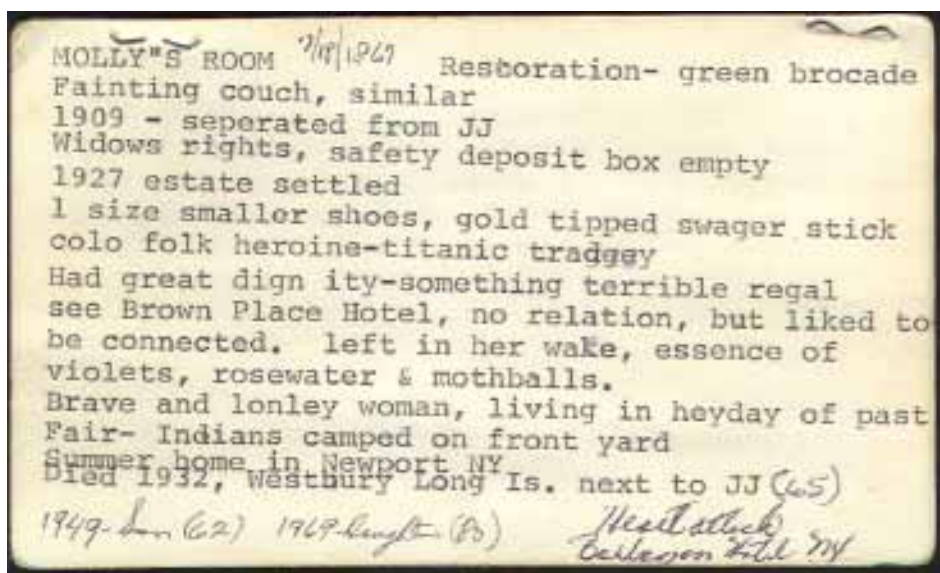 MOLLY"S ROOM 7/18/1867 Restoration- green brocade
Fainting couch, similar
1909 - seperated from JJ
Widows rights, safety deposit box empty
1927 estate settled
1 size smaller shoes, gold tipped swager stick
colo folk heroine-titanic tradgey
Had great dign ity-something terrible regal
see Brown Place Hotel, no relation, but liked to
be connected. left in her wake, essence of
violets, rosewater & mothballs.
Brave and lonley woman, living in heyday of past
Fair- Indians camped on front yard
Summer home in Newport NY
Died 1932, Westbury Long Is. next to JJ (65)
1949-Son (62) 1969-daughter (83) Heart attack
Hotel NY